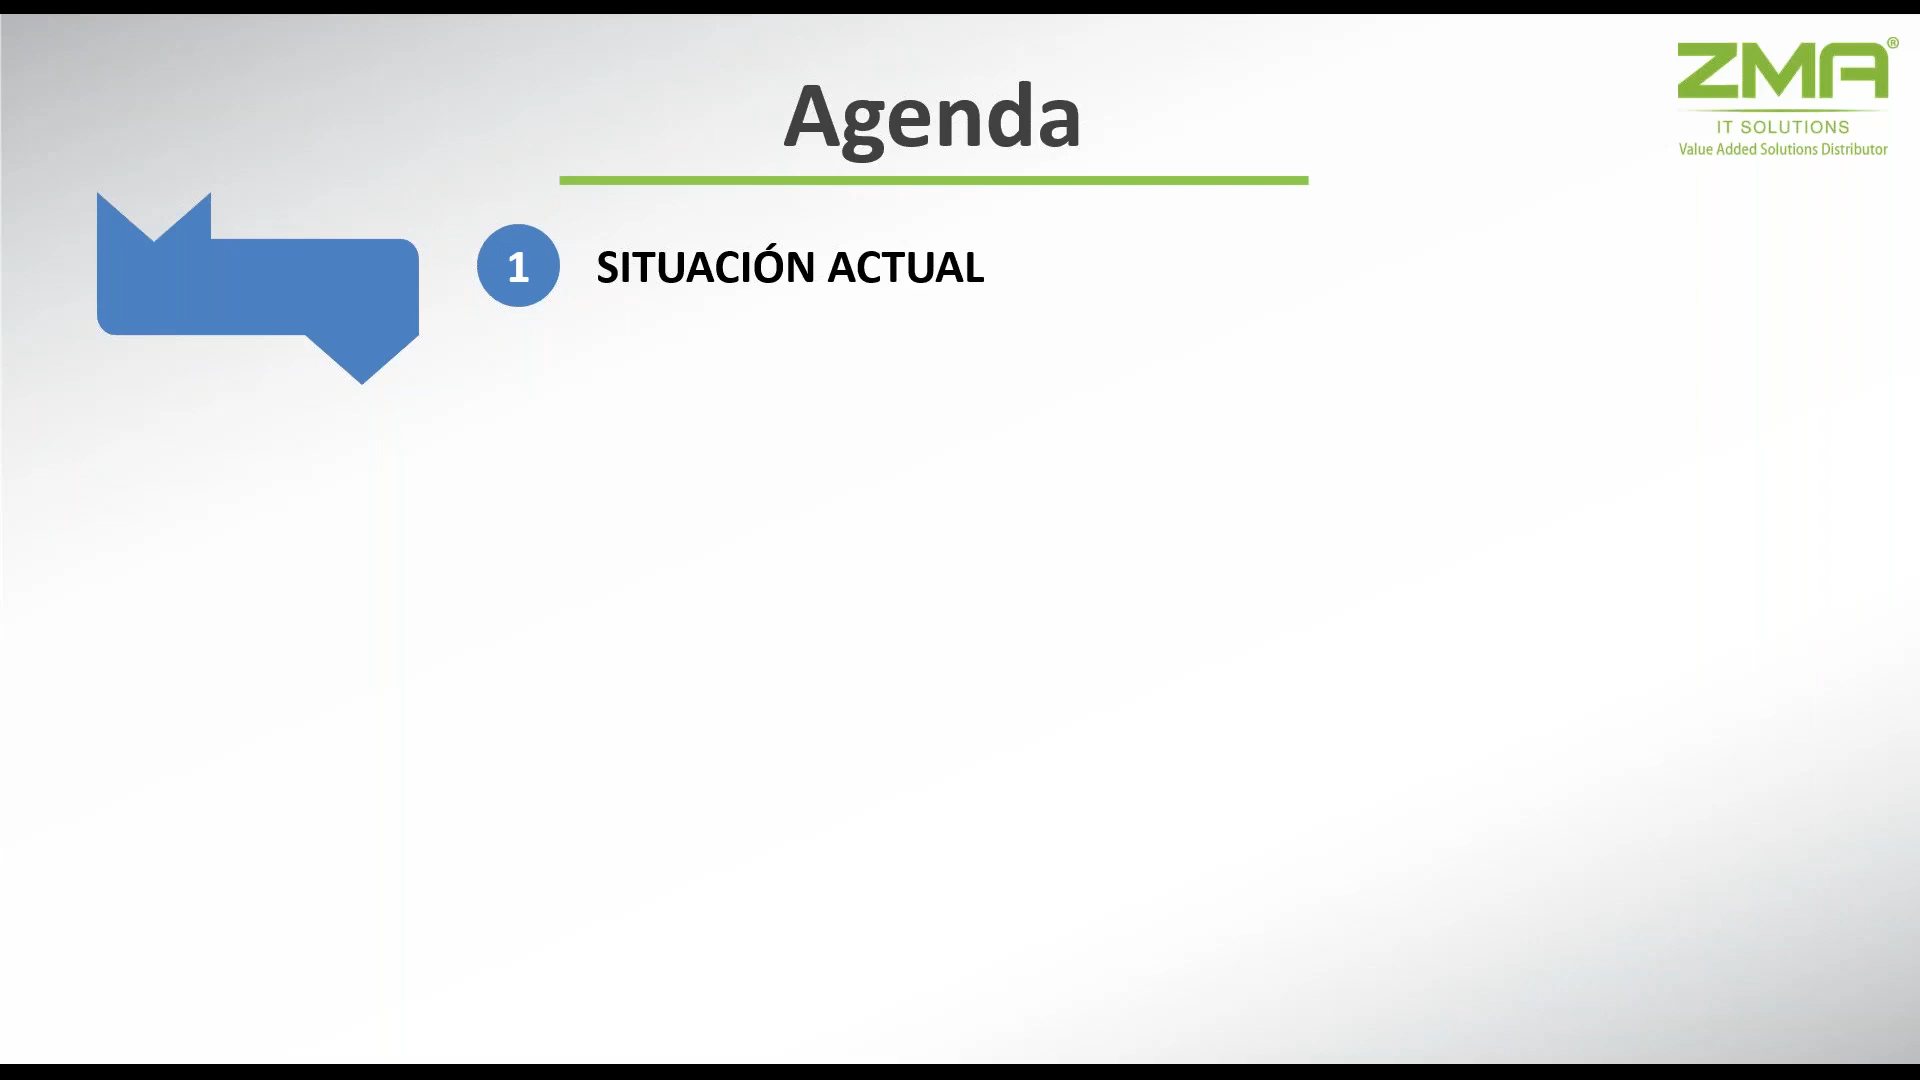 Agenda
ZMA®
IT SOLUTIONS
Value Added Solutions Distributor
1 SITUACIÓN ACTUAL